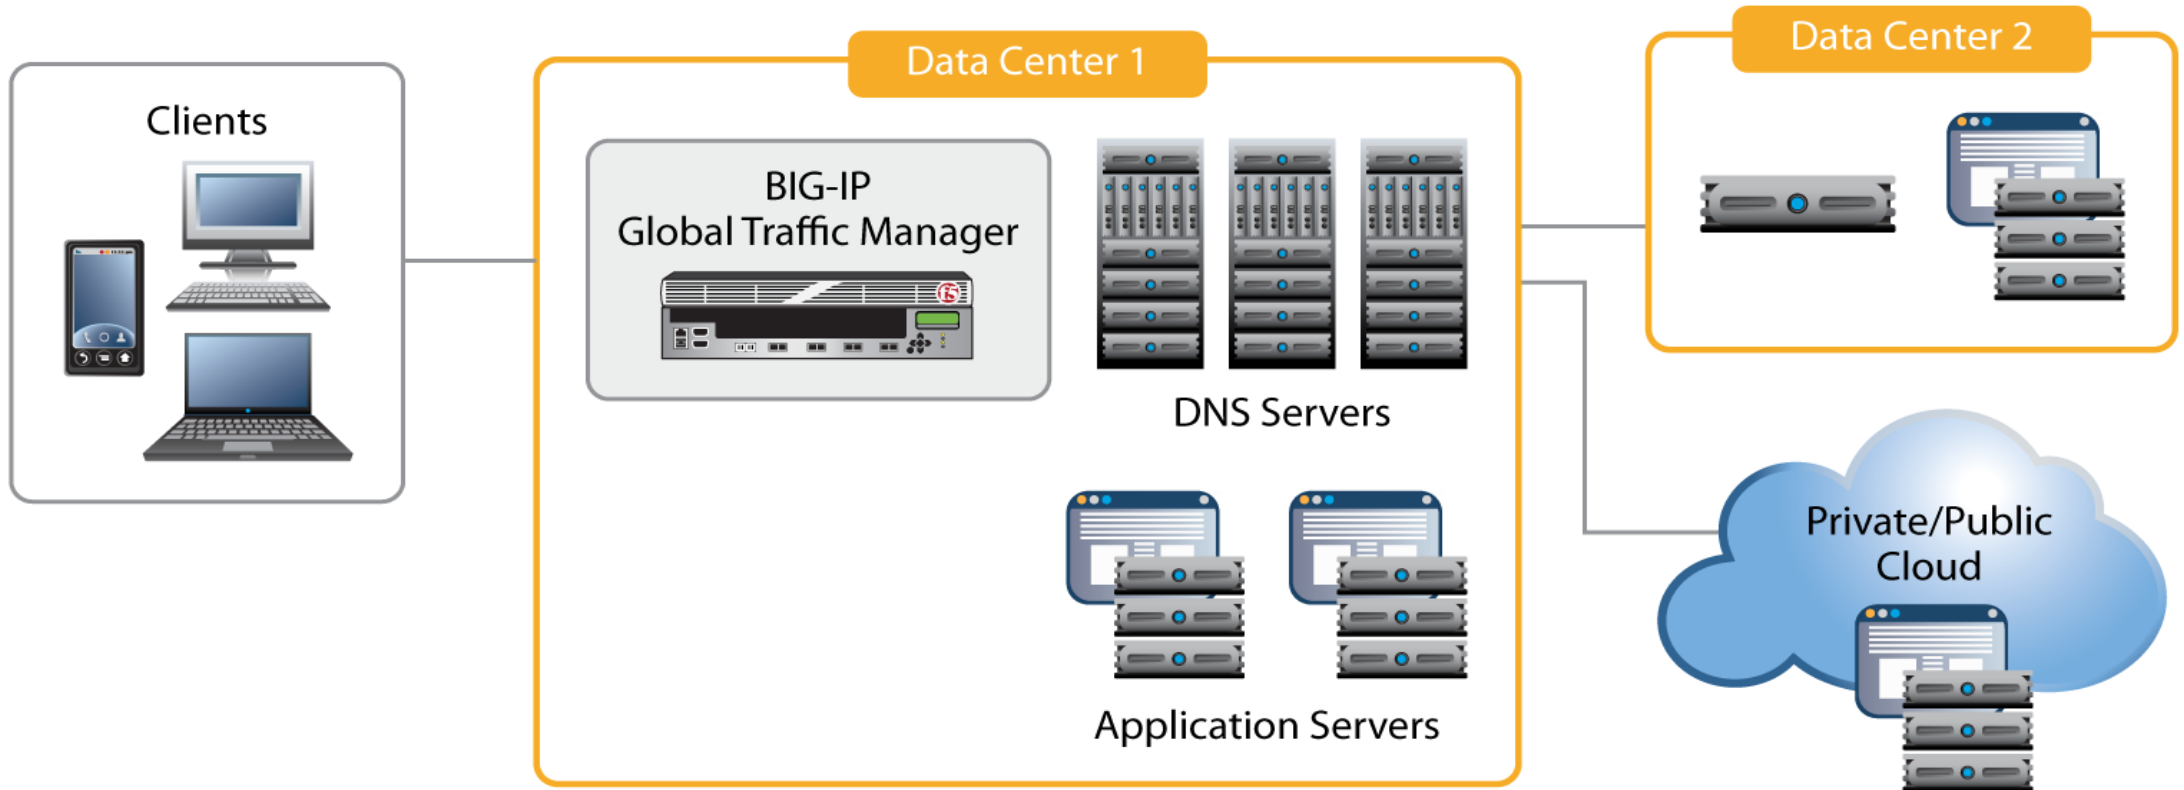 Clients
Data Center 1
BIG-IP
Global Traffic Manager
f5
DNS Servers
Application Servers
Data Center 2
Private/Public
Cloud